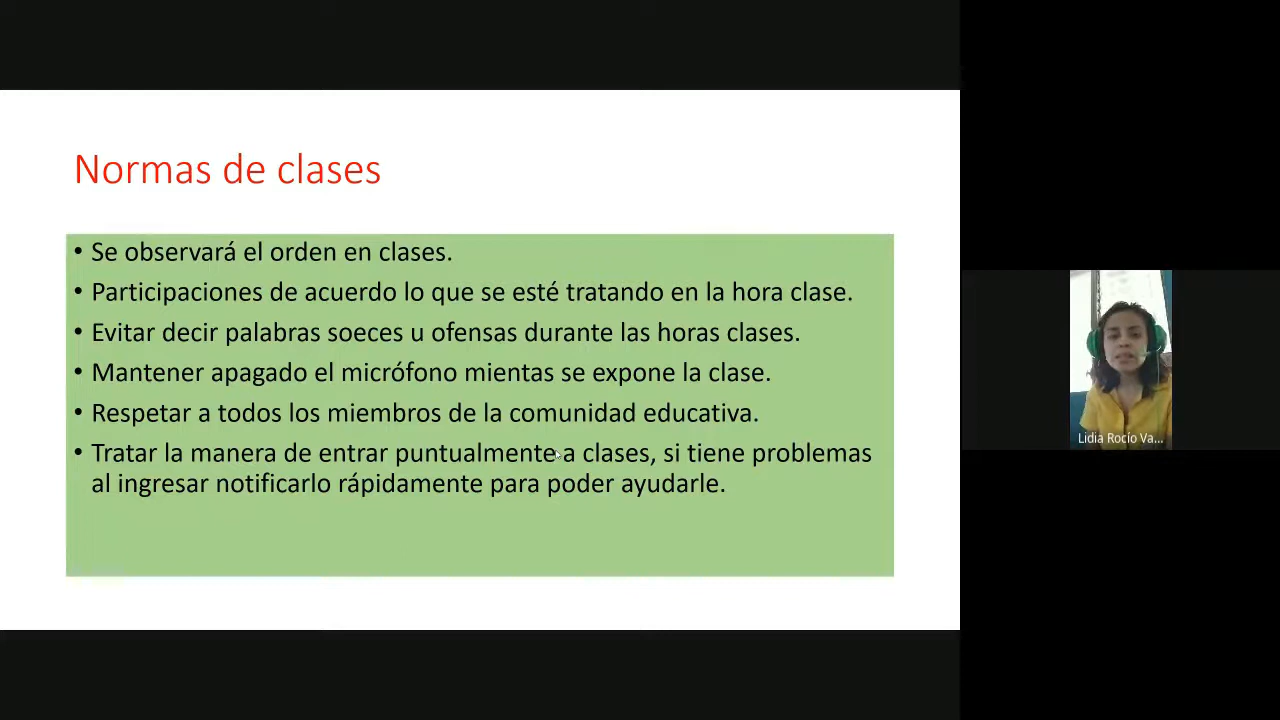 Normas de clases
• Se observará el orden en clases.
• Participaciones de acuerdo lo que se esté tratando en la hora clase.
• Evitar decir palabras soeces u ofensas durante las horas clases.
• Mantener apagado el micrófono mientas se expone la clase.
• Respetar a todos los miembros de la comunidad educativa.
• Tratar la manera de entrar puntualmente a clases, si tiene problemas
al ingresar notificarlo rápidamente para poder ayudarle.
Lidia Rocío Va...